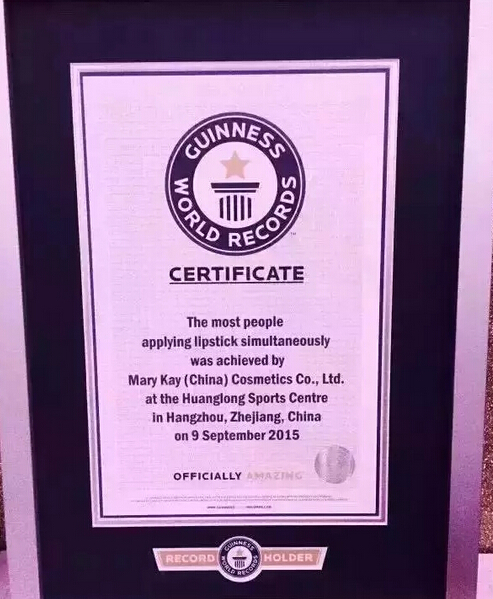 GUINNESS
WORLD RECORDS
TM
CERTIFICATE
The most people
applying lipstick simultaneously
was achieved by
Mary Kay (China) Cosmetics Co., Ltd.
at the Huanglong Sports Centre
in Hangzhou, Zhejiang, China
on 9 September 2015
OFFICIALLY AMAZING
RECORD HOLDER
GUINNESS
WORLD RECORDS